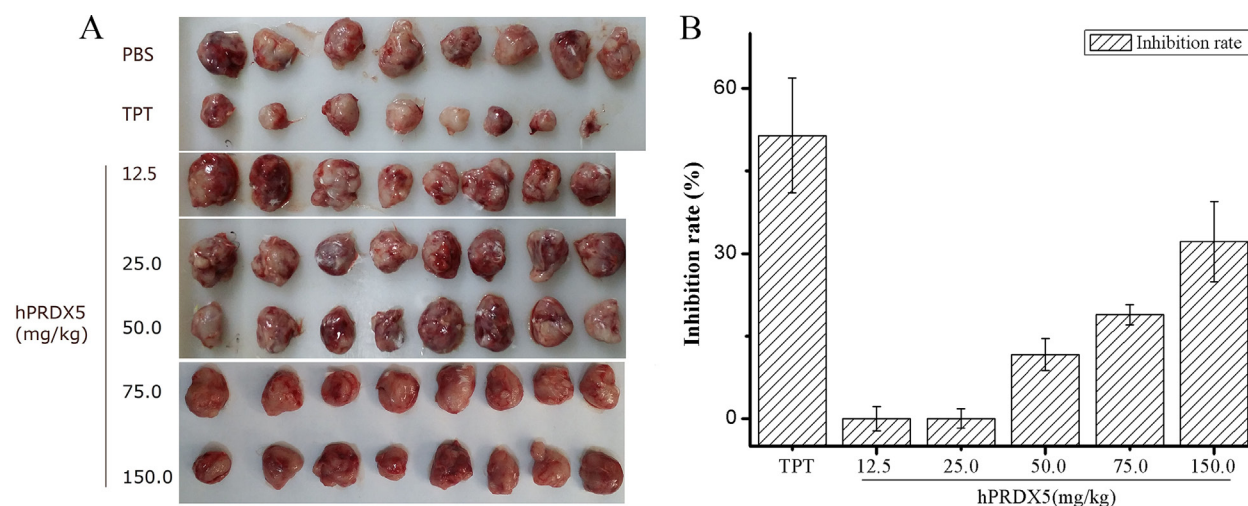 A
PBS
TPT
12.5
25.0
hPRDX5
(mg/kg)
50.0
75.0
150.0
B
Inhibition rate
60
30
0
Inhibition rate (%)
TPT 12.5 25.0 50.0 75.0 150.0
hPRDX5(mg/kg)